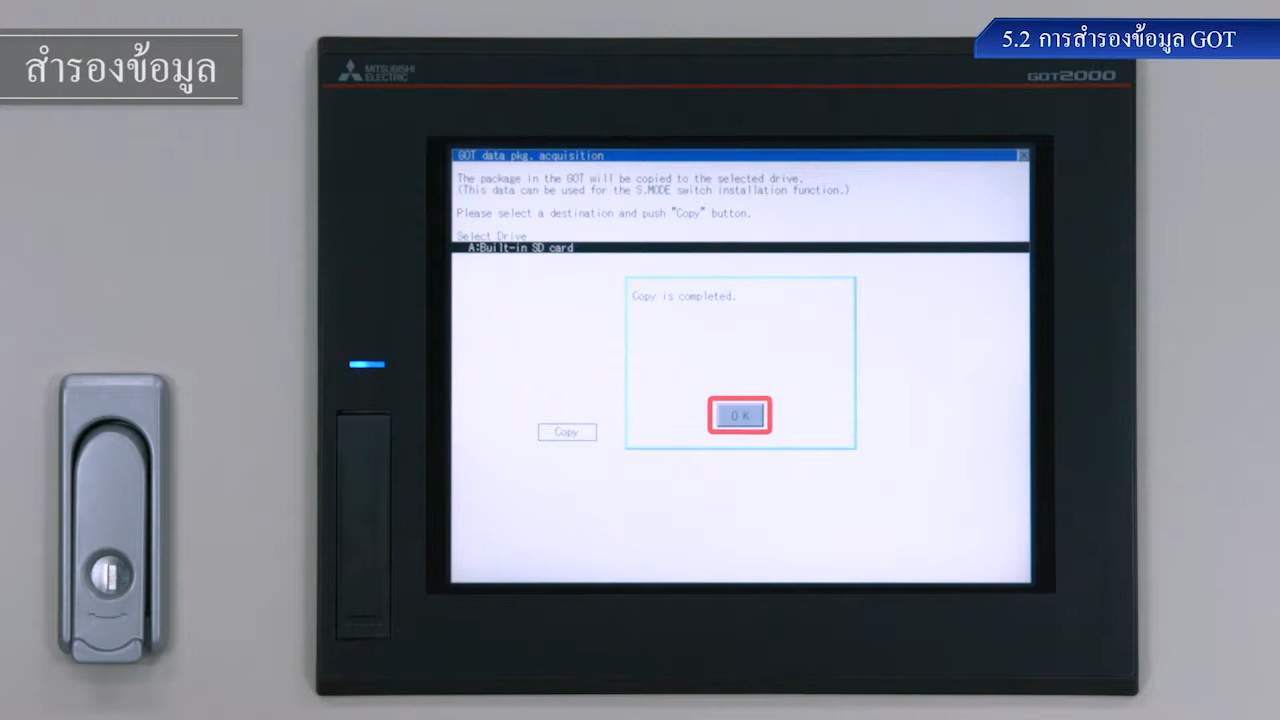 สำรองข้อมูล
5.2 การสำรองข้อมูล GOT
MITSUBISHI
ELECTRIC
GOT2000
GOT data pkg. acquisition
The package in the GOT will be copied to the selected drive.
(This data can be used for the S.MODE switch installation function.)
Please select a destination and push "Copy" button.
Select Drive
A:Built-in SD card
Copy is completed.
OK
Copy